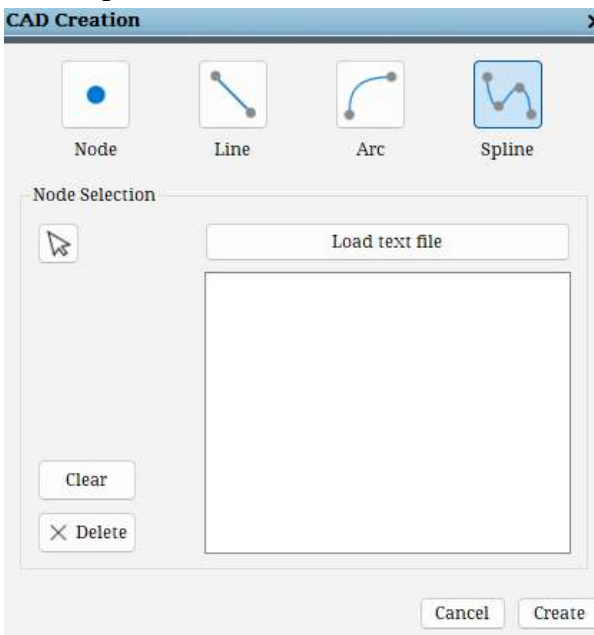 CAD Creation
Node Line Arc Spline
Node Selection
Load text file
Clear
Delete
Cancel Create